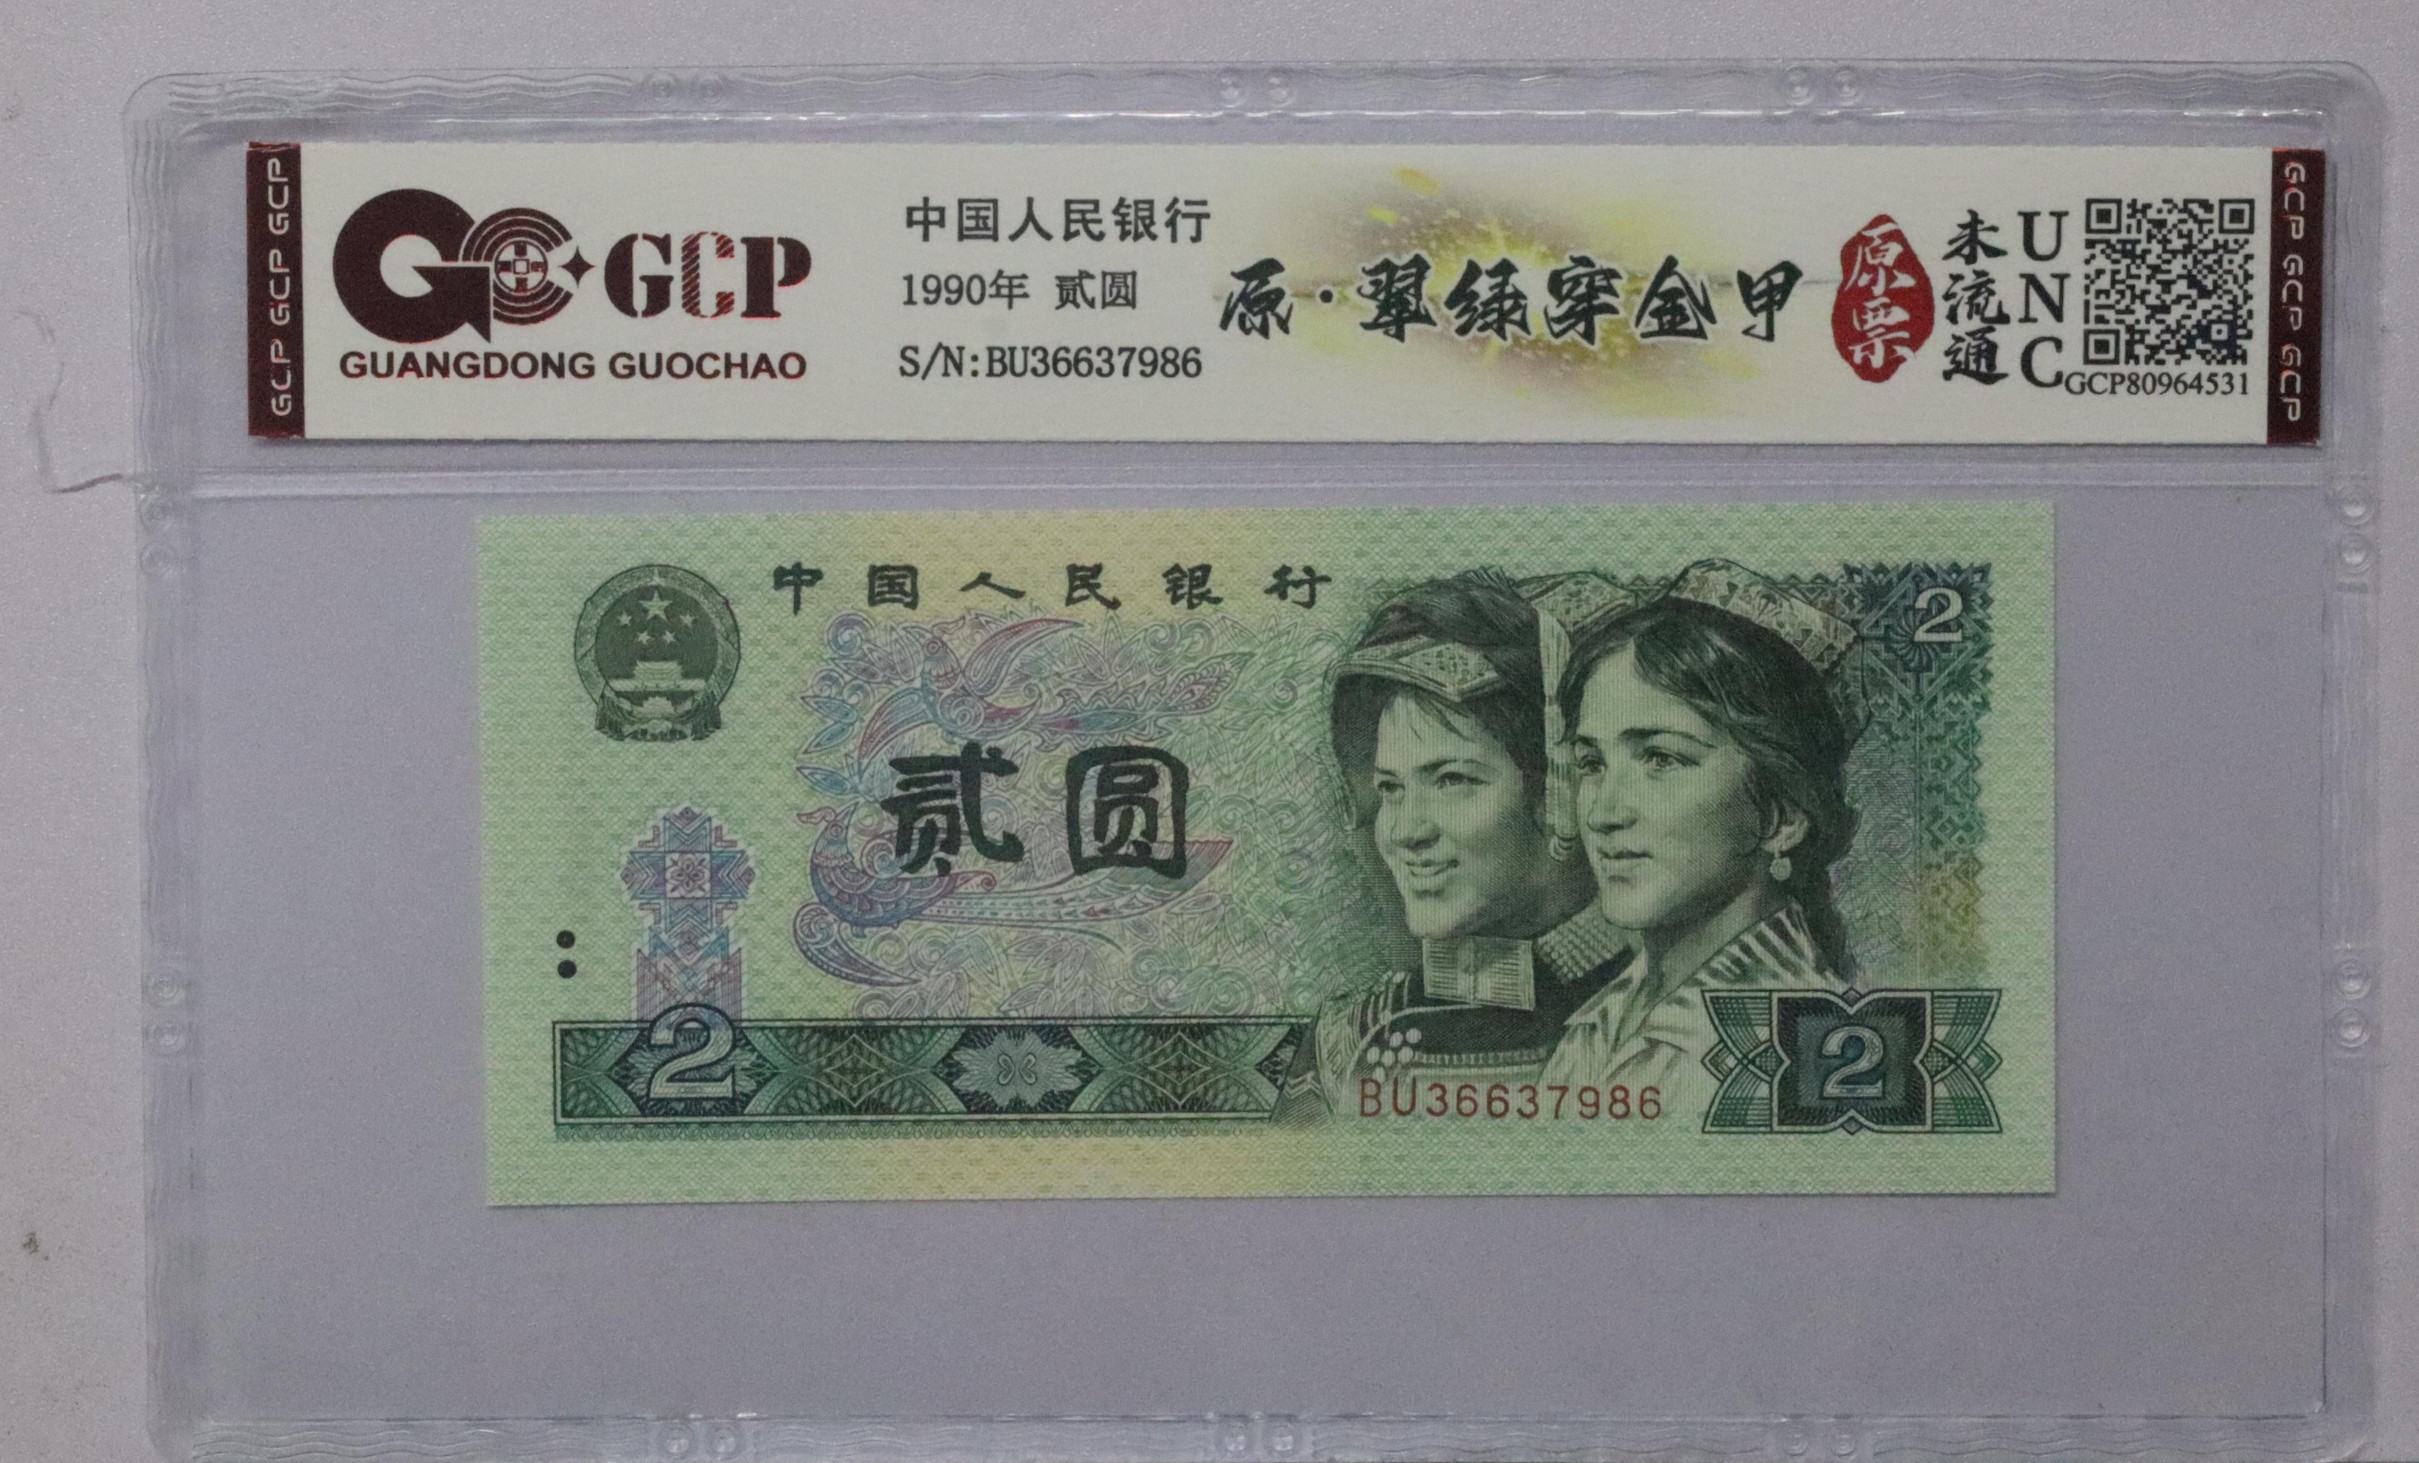 GCP GCP GCP
GCP
GUANGDONG GUOCHAO
中国人民银行
1990年 贰圆
S/N:BU36637986
原·翠绿穿金甲
原票
未流通
UNC
GCP80964531
GCP GCP GCP
中国人民银行
2
贰圆
2
BU36637986
2